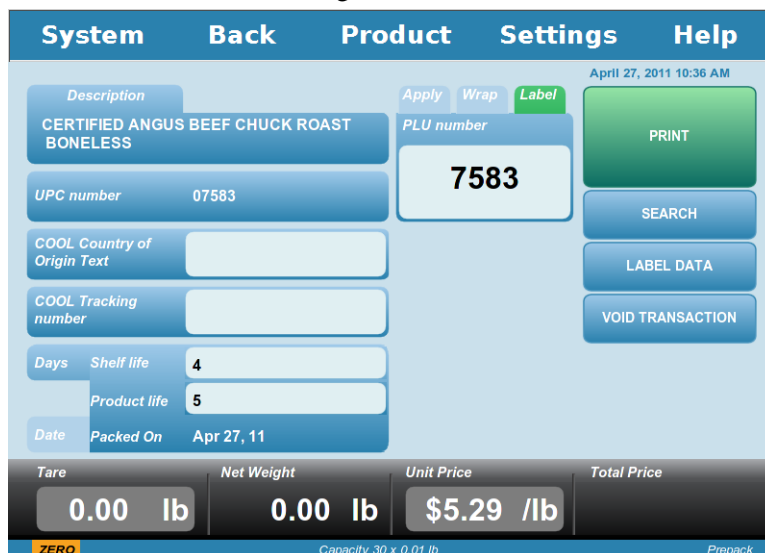 System Back Product Settings Help
April 27, 2011 10:36 AM
Description
CERTIFIED ANGUS BEEF CHUCK ROAST
BONELESS
Apply Wrap Label
PLU number
7583
PRINT
UPC number 07583
SEARCH
COOL Country of
Origin Text
LABEL DATA
COOL Tracking
number
VOID TRANSACTION
Days Shelf life 4
Product life 5
Date Packed On Apr 27, 11
Tare Net Weight Unit Price Total Price
0.00 lb 0.00 lb $5.29 /lb
ZERO Capacity 30 x 0.01 lb Prepack